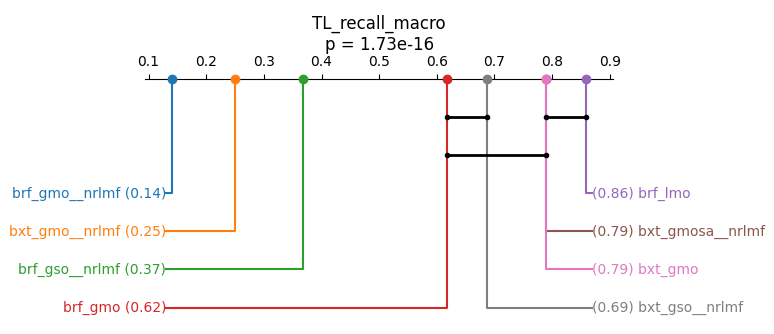 TL_recall_macro
p = 1.73e-16
0.1 0.2 0.3 0.4 0.5 0.6 0.7 0.8 0.9
brf_gmo__nrlmf (0.14) (0.86) brf_lmo
bxt_gmo__nrlmf (0.25) (0.79) bxt_gmosa__nrlmf
brf_gso__nrlmf (0.37) (0.79) bxt_gmo
brf_gmo (0.62) (0.69) bxt_gso__nrlmf